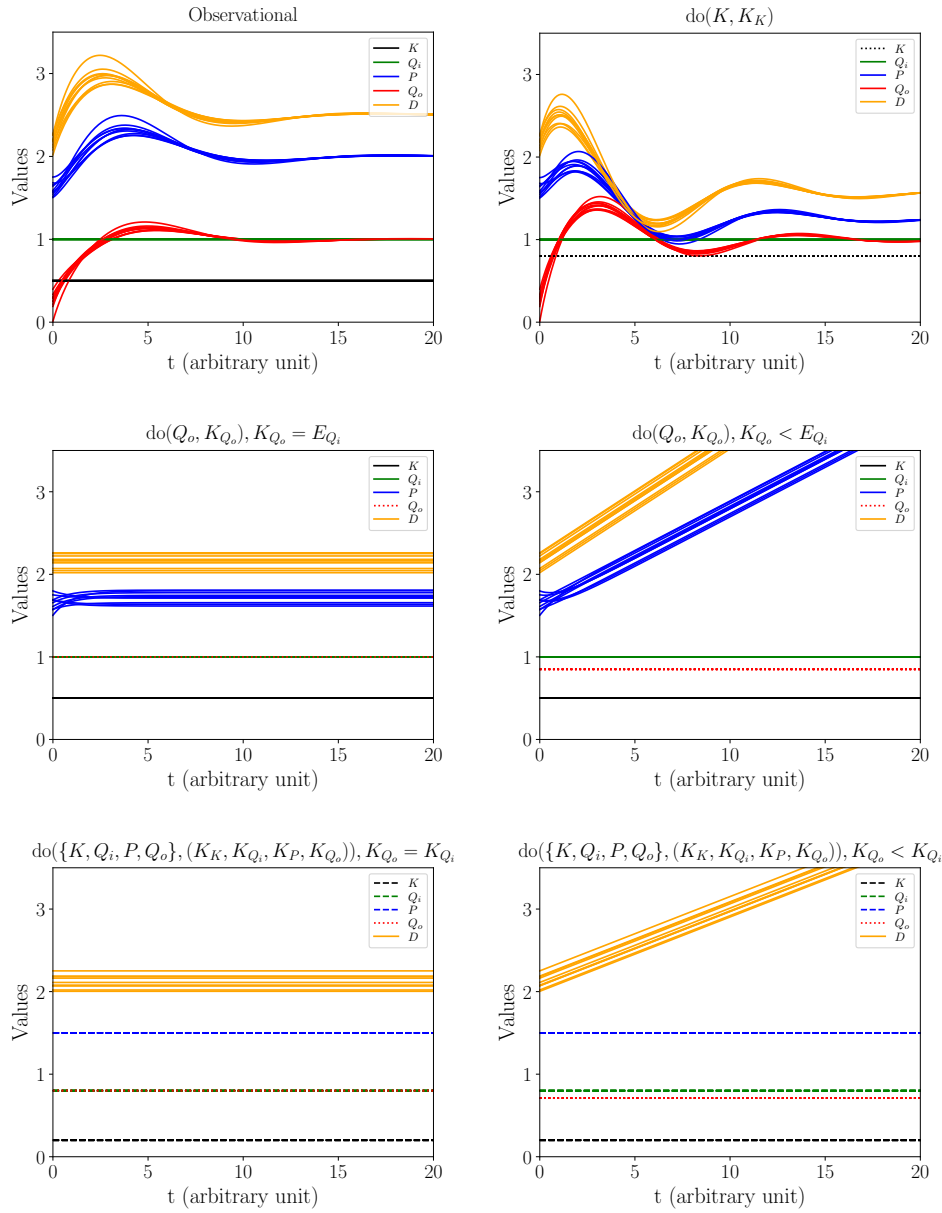 Observational
3
2
1
0
Values
K
Q_i
P
Q_o
D
0 5 10 15 20
t (arbitrary unit)
do(K, K_K)
3
2
1
0
Values
K
Q_i
P
Q_o
D
0 5 10 15 20
t (arbitrary unit)
do(Q_o, K_{Q_o}), K_{Q_o} = E_{Q_i}
3
2
1
0
Values
K
Q_i
P
Q_o
D
0 5 10 15 20
t (arbitrary unit)
do(Q_o, K_{Q_o}), K_{Q_o} < E_{Q_i}
3
2
1
0
Values
K
Q_i
P
Q_o
D
0 5 10 15 20
t (arbitrary unit)
do({K, Q_i, P, Q_o}, (K_K, K_{Q_i}, K_P, K_{Q_o})), K_{Q_o} = K_{Q_i}
3
2
1
0
Values
K
Q_i
P
Q_o
D
0 5 10 15 20
t (arbitrary unit)
do({K, Q_i, P, Q_o}, (K_K, K_{Q_i}, K_P, K_{Q_o})), K_{Q_o} < K_{Q_i}
3
2
1
0
Values
K
Q_i
P
Q_o
D
0 5 10 15 20
t (arbitrary unit)